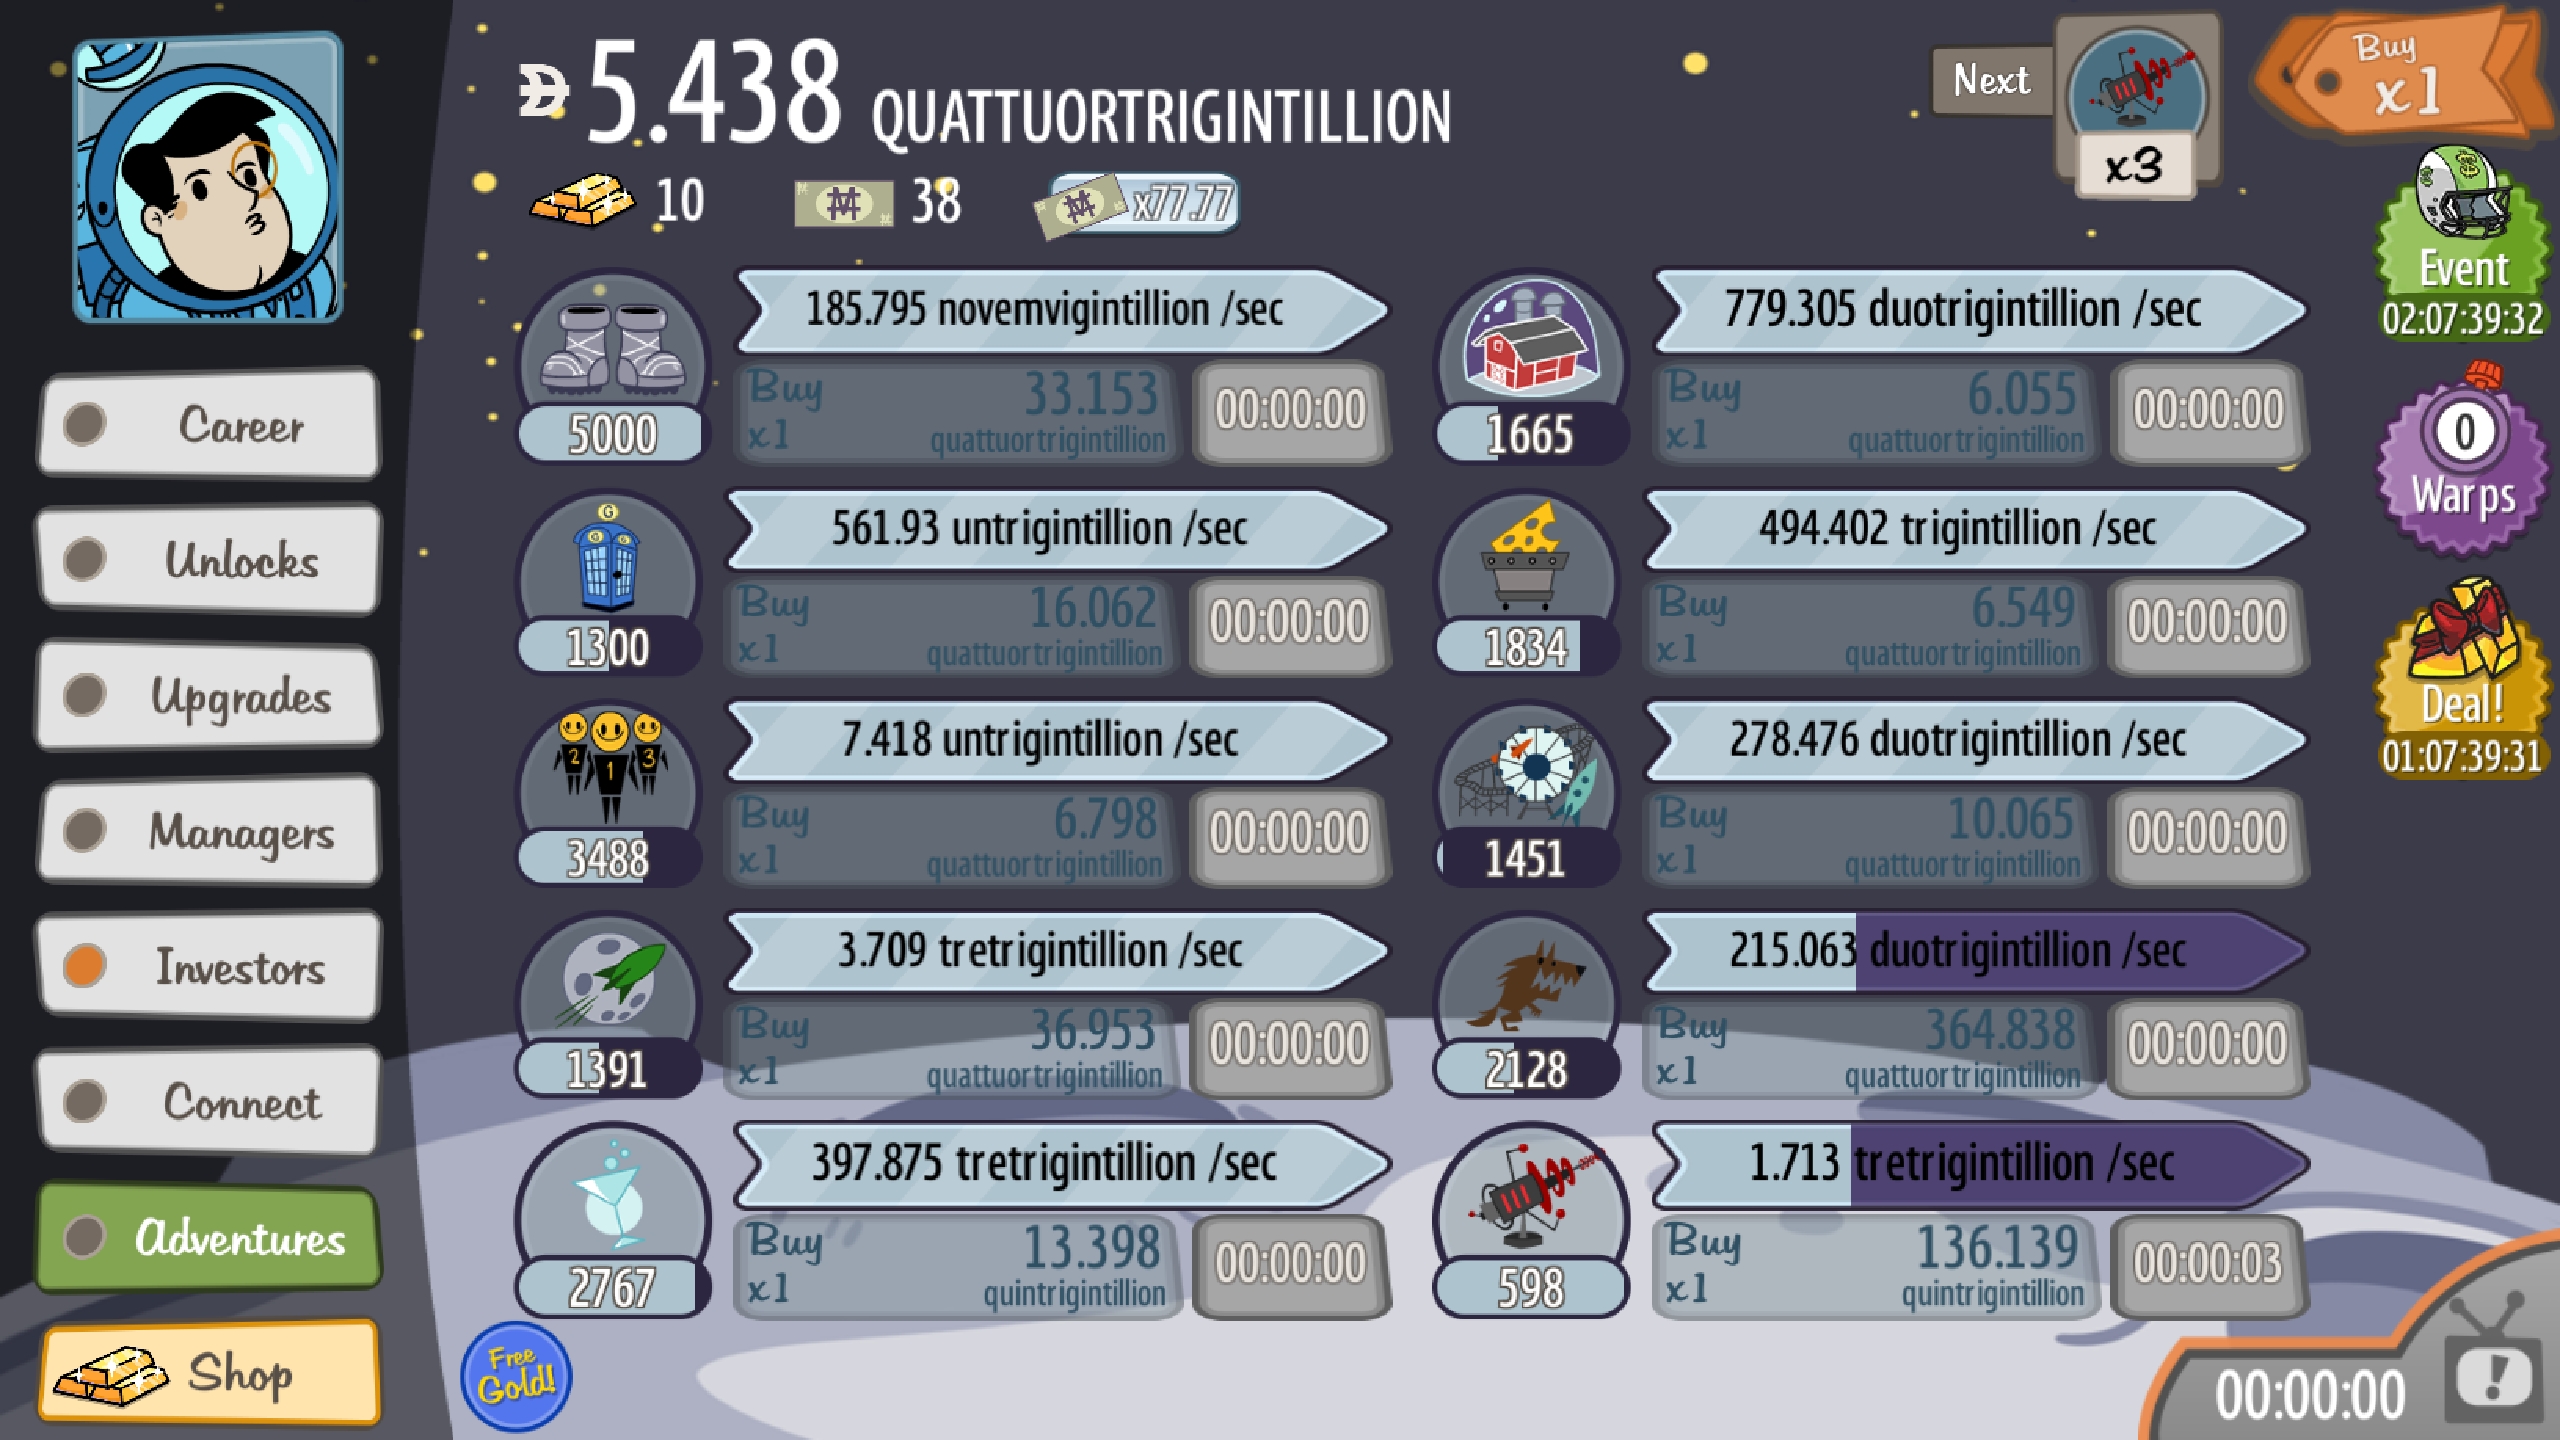 5.438 QUATTUORTRIGINTILLION
Next
x3
Buy
x1
10
38
x77.77
Event
02:07:39:32
0
Warps
Deal!
01:07:39:31
Career
Unlocks
Upgrades
Managers
Investors
Connect
Adventures
Shop
185.795 novemvigintillion /sec
5000
Buy
x1
33.153
quattuortrigintillion
00:00:00
779.305 duotrigintillion /sec
1665
Buy
x1
6.055
quattuortrigintillion
00:00:00
G
G G
561.93 untrigintillion /sec
1300
Buy
x1
16.062
quattuortrigintillion
00:00:00
494.402 trigintillion /sec
1834
Buy
x1
6.549
quattuortrigintillion
00:00:00
2 1 3
7.418 untrigintillion /sec
3488
Buy
x1
6.798
quattuortrigintillion
00:00:00
278.476 duotrigintillion /sec
1451
Buy
x1
10.065
quattuortrigintillion
00:00:00
3.709 tretrigintillion /sec
1391
Buy
x1
36.953
quattuortrigintillion
00:00:00
215.063 duotrigintillion /sec
2128
Buy
x1
364.838
quattuortrigintillion
00:00:00
397.875 tretrigintillion /sec
2767
Buy
x1
13.398
quintrigintillion
00:00:00
1.713 tretrigintillion /sec
598
Buy
x1
136.139
quintrigintillion
00:00:03
Free
Gold!
00:00:00
!